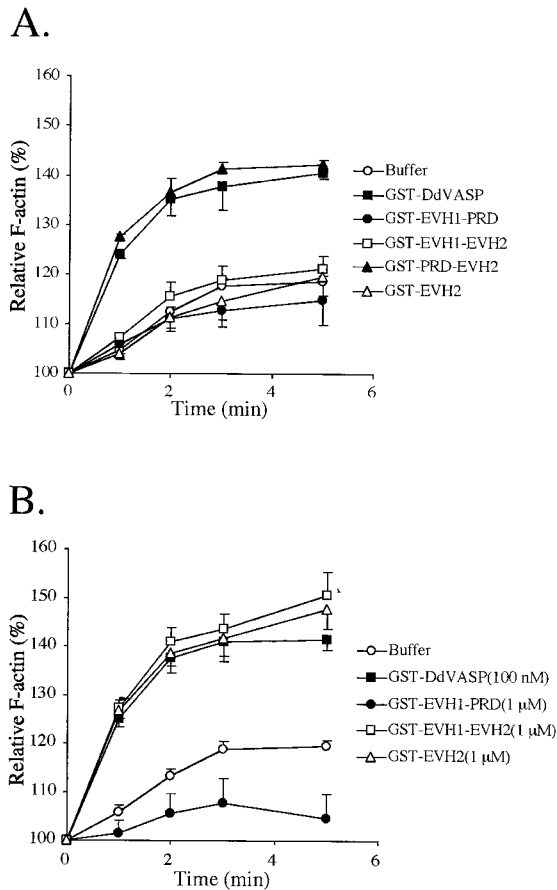 A.
160
150
140
130
120
110
100
0
2
4
6
Relative F-actin (%)
Time (min)
Buffer
GST-DdVASP
GST-EVH1-PRD
GST-EVH1-EVH2
GST-PRD-EVH2
GST-EVH2
B.
160
150
140
130
120
110
100
0
2
4
6
Relative F-actin (%)
Time (min)
Buffer
GST-DdVASP(100 nM)
GST-EVH1-PRD(1 μM)
GST-EVH1-EVH2(1 μM)
GST-EVH2(1 μM)